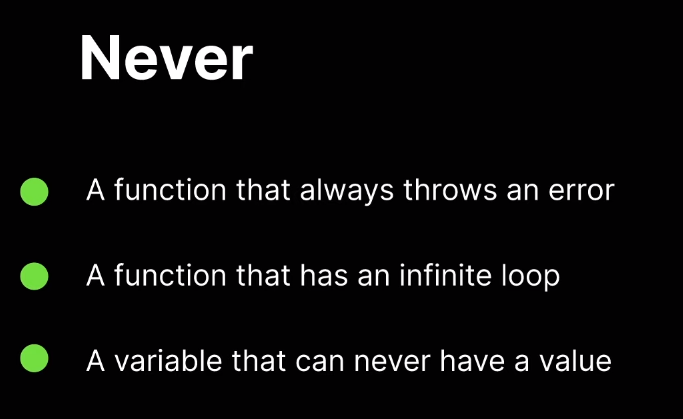 Never
A function that always throws an error
A function that has an infinite loop
A variable that can never have a value